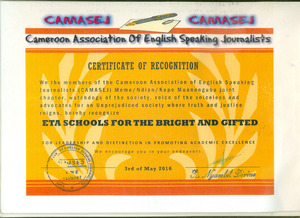 CAMASEJ CAMASEJ
Cameroon Association Of English Speaking Journalists
CERTIFICATE OF RECOGNITION
We the members of the Cameroon Association of English Speaking
Journalists (CAMASEJ) Meme/Ndian/Kupe Muanenguba joint
chapter, watchdogs of the society, voice of the voiceless and
advocates for an Unprejudiced society where truth and justice
reigns, hereby recognize
ETA SCHOOLS FOR THE BRIGHT AND GIFTED
FOR LEADERSHIP AND DISTINCTION IN PROMOTING ACADEMIC EXCELLENCE
We encourage you in your endeavors
3rd of May 2016